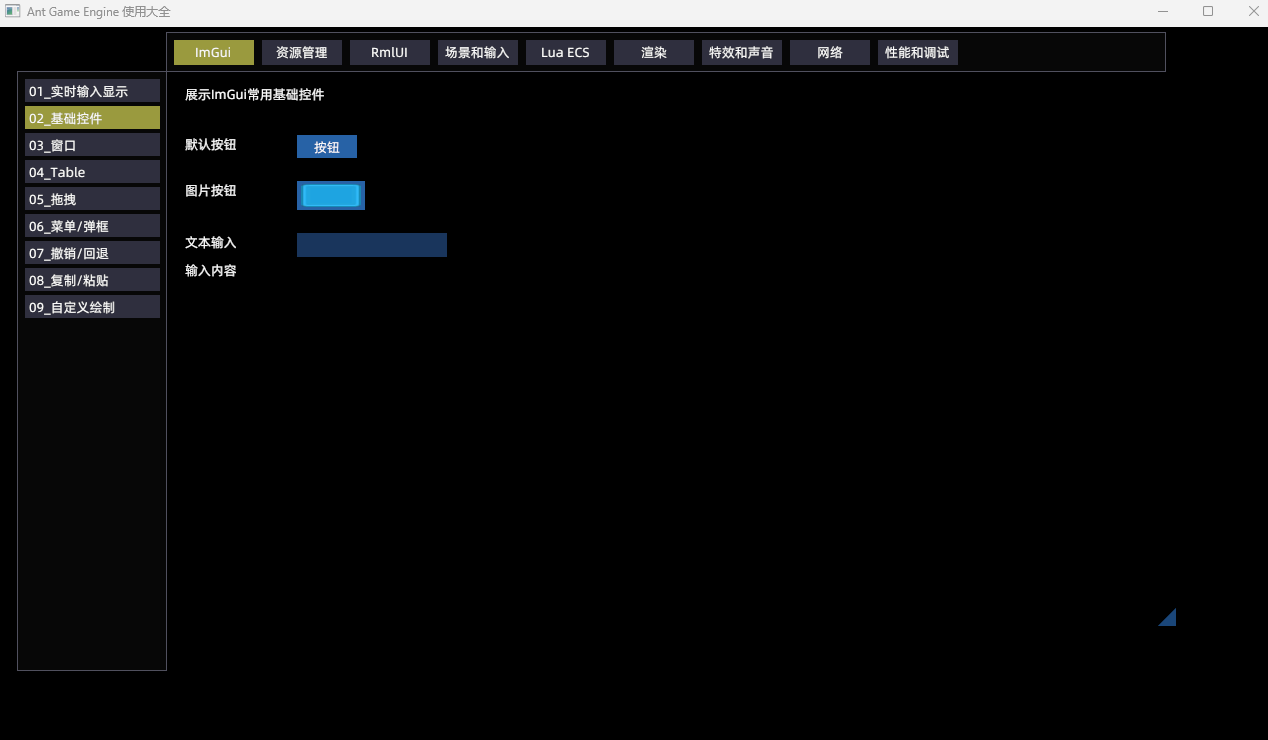 Ant Game Engine 使用大全
ImGui 资源管理 RmlUI 场景和输入 Lua ECS 渲染 特效和声音 网络 性能和调试
01_实时输入显示
02_基础控件
03_窗口
04_Table
05_拖拽
06_菜单/弹框
07_撤销/回退
08_复制/粘贴
09_自定义绘制
展示ImGui常用基础控件
默认按钮 按钮
图片按钮
文本输入
输入内容